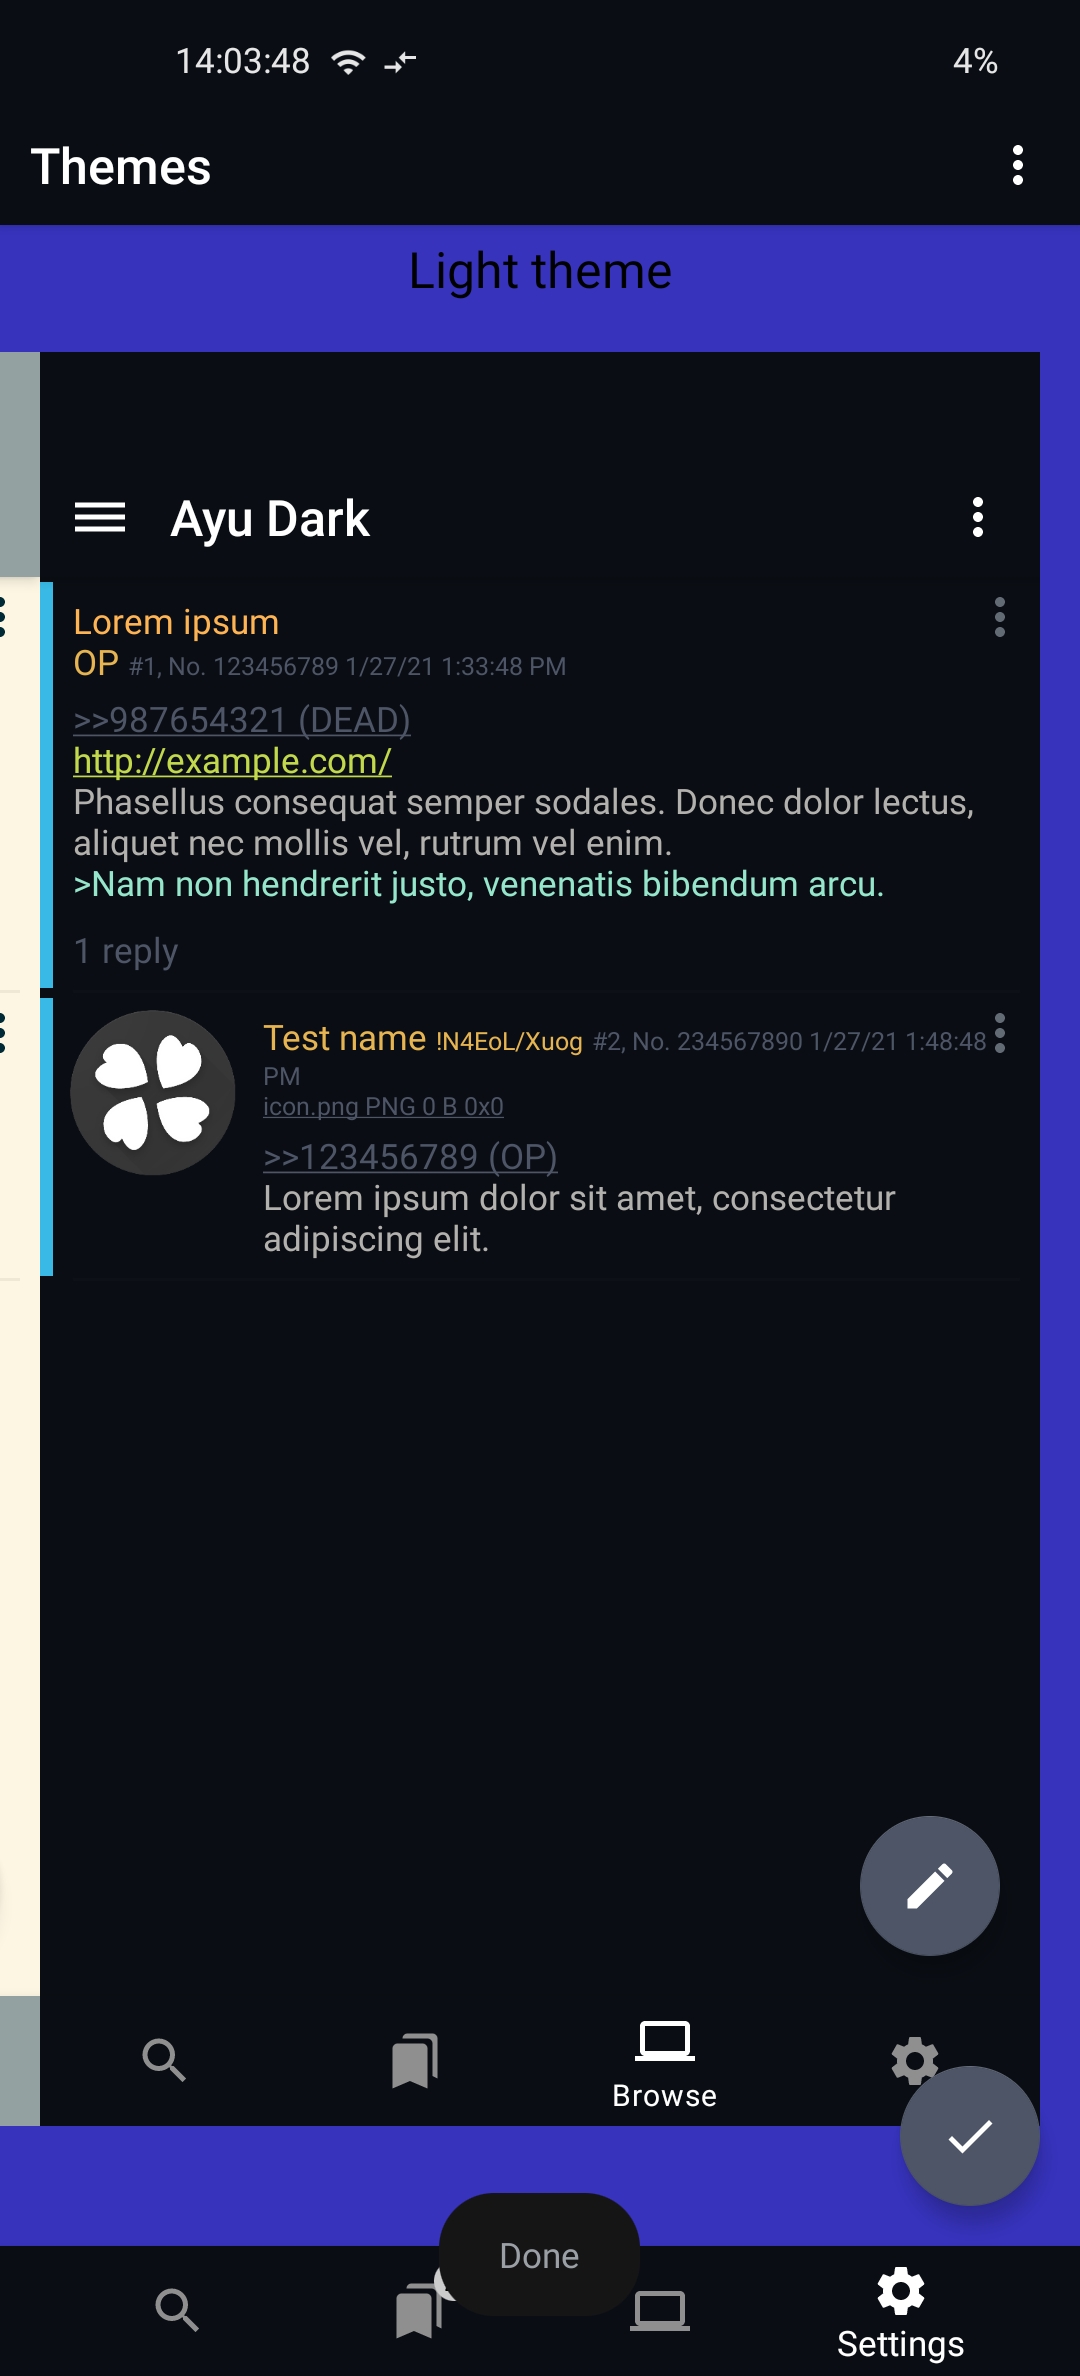 14:03:48
4%
Themes
Light theme
Ayu Dark
Lorem ipsum
OP #1, No. 123456789 1/27/21 1:33:48 PM
>>987654321 (DEAD)
http://example.com/
Phasellus consequat semper sodales. Donec dolor lectus,
aliquet nec mollis vel, rutrum vel enim.
>Nam non hendrerit justo, venenatis bibendum arcu.
1 reply
Test name !N4EoL/Xuog #2, No. 234567890 1/27/21 1:48:48
PM
icon.png PNG 0 B 0x0
>>123456789 (OP)
Lorem ipsum dolor sit amet, consectetur
adipiscing elit.
Browse
Done
Settings